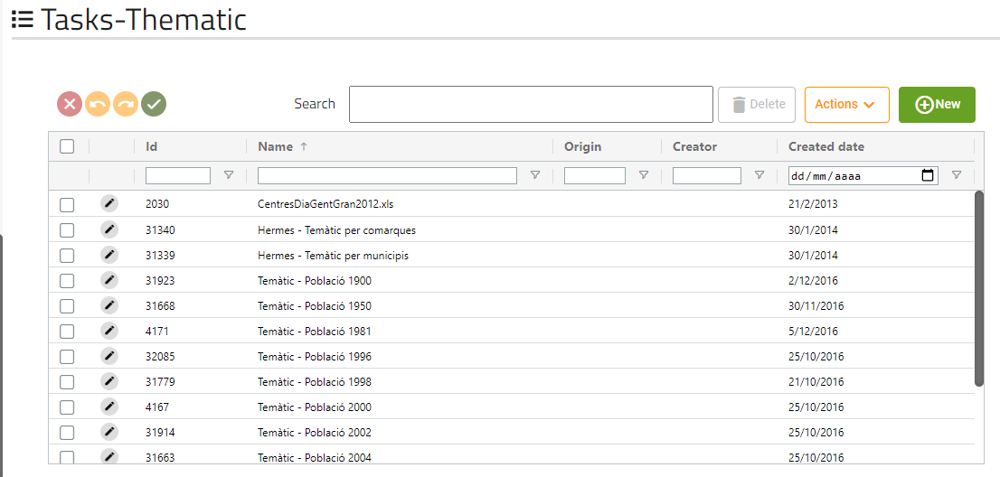 Tasks-Thematic
Search Delete Actions New
Id Name Origin Creator Created date
dd/mm/aaaa
2030 CentresDiaGentGran2012.xls 21/2/2013
31340 Hermes - Temàtic per comarques 30/1/2014
31339 Hermes - Temàtic per municipis 30/1/2014
31923 Temàtic - Població 1900 2/12/2016
31668 Temàtic - Població 1950 30/11/2016
4171 Temàtic - Població 1981 5/12/2016
32085 Temàtic - Població 1996 25/10/2016
31779 Temàtic - Població 1998 21/10/2016
4167 Temàtic - Població 2000 25/10/2016
31914 Temàtic - Població 2002 25/10/2016
31663 Temàtic - Població 2004 25/10/2016